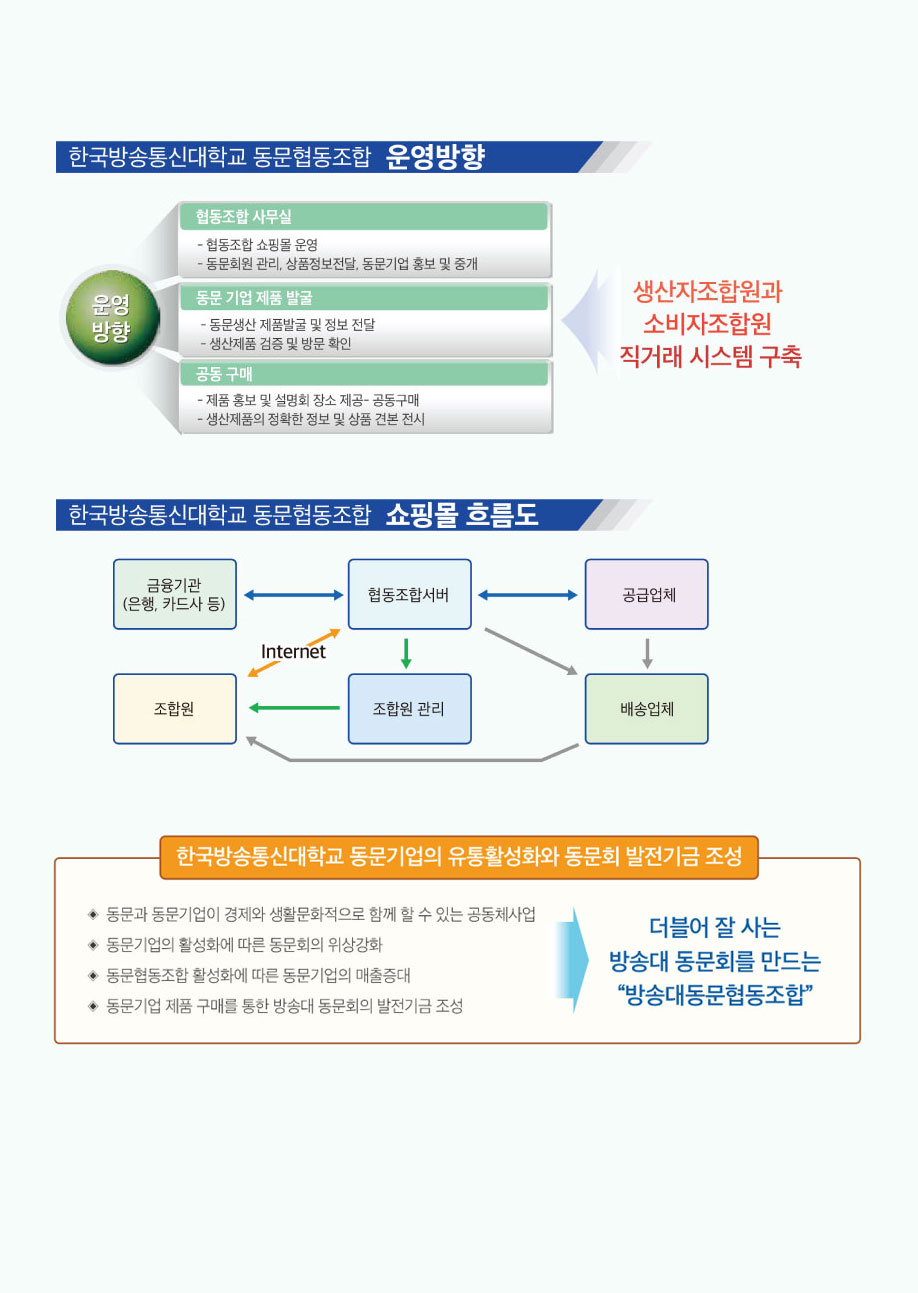 한국방송통신대학교 동문협동조합 운영방향
운영
방향
협동조합 사무실
- 협동조합 쇼핑몰 운영
- 동문회원 관리, 상품정보전달, 동문기업 홍보 및 중개
동문 기업 제품 발굴
- 동문생산 제품발굴 및 정보 전달
- 생산제품 검증 및 방문 확인
공동 구매
- 제품 홍보 및 설명회 장소 제공- 공동구매
- 생산제품의 정확한 정보 및 상품 견본 전시
생산자조합원과
소비자조합원
직거래 시스템 구축
한국방송통신대학교 동문협동조합 쇼핑몰 흐름도
금융기관
(은행, 카드사 등)
협동조합서버
공급업체
Internet
조합원
조합원 관리
배송업체
한국방송통신대학교 동문기업의 유통활성화와 동문회 발전기금 조성
◈ 동문과 동문기업이 경제와 생활문화적으로 함께 할 수 있는 공동체사업
◈ 동문기업의 활성화에 따른 동문회의 위상강화
◈ 동문협동조합 활성화에 따른 동문기업의 매출증대
◈ 동문기업 제품 구매를 통한 방송대 동문회의 발전기금 조성
더불어 잘 사는
방송대 동문회를 만드는
“방송대동문협동조합”